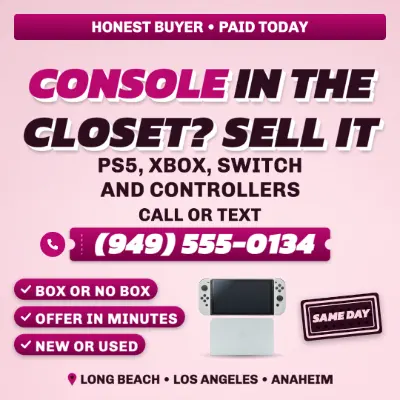 HONEST BUYER • PAID TODAY
CONSOLE IN THE
CLOSET? SELL IT
PS5, XBOX, SWITCH
AND CONTROLLERS
CALL OR TEXT
(949) 555-0134
BOX OR NO BOX
OFFER IN MINUTES
NEW OR USED
SAME DAY
LONG BEACH • LOS ANGELES • ANAHEIM